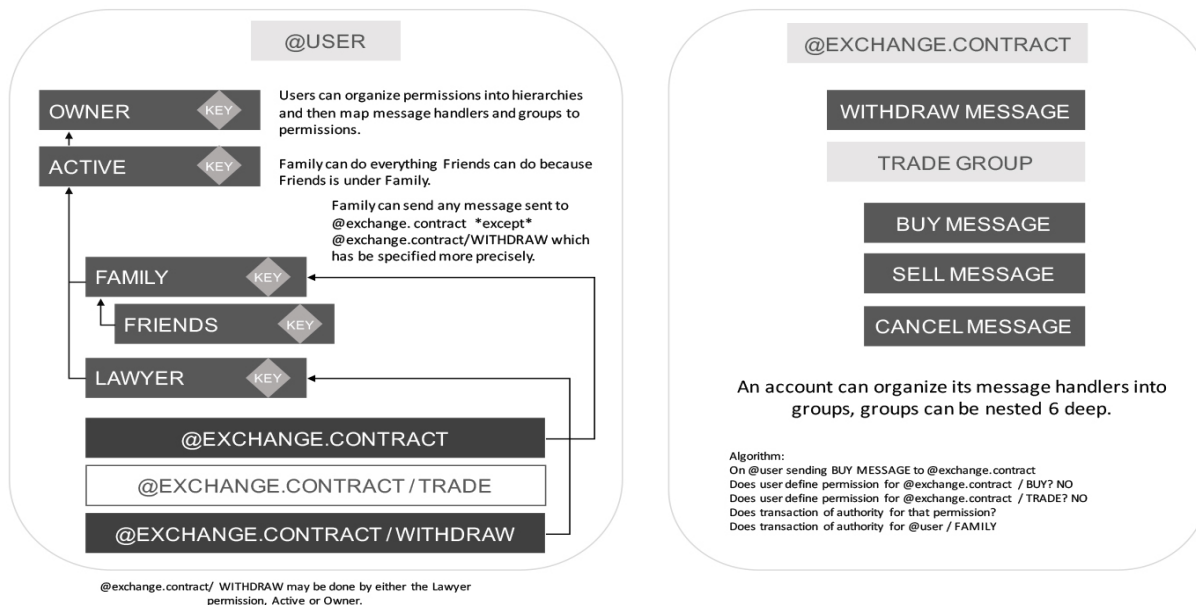 @USER
OWNER KEY
ACTIVE KEY
Users can organize permissions into hierarchies
and then map message handlers and groups to
permissions.
Family can do everything Friends can do because
Friends is under Family.
Family can send any message sent to
@exchange. contract *except*
@exchange.contract/WITHDRAW which
has be specified more precisely.
FAMILY KEY
FRIENDS KEY
LAWYER KEY
@EXCHANGE.CONTRACT
@EXCHANGE.CONTRACT / TRADE
@EXCHANGE.CONTRACT / WITHDRAW
@exchange.contract/ WITHDRAW may be done by either the Lawyer
permission, Active or Owner.
@EXCHANGE.CONTRACT
WITHDRAW MESSAGE
TRADE GROUP
BUY MESSAGE
SELL MESSAGE
CANCEL MESSAGE
An account can organize its message handlers into
groups, groups can be nested 6 deep.
Algorithm:
On @user sending BUY MESSAGE to @exchange.contract
Does user define permission for @exchange.contract / BUY? NO
Does user define permission for @exchange.contract / TRADE? NO
Does transaction of authority for that permission?
Does transaction of authority for @user / FAMILY